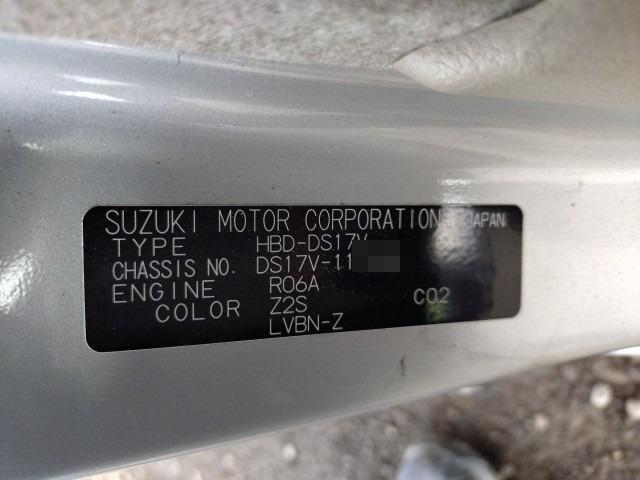 SUZUKI MOTOR CORPORATION JAPAN
TYPE HBD-DS17V
CHASSIS NO. DS17V-11
ENGINE R06A
COLOR Z2S C02
LVBN-Z